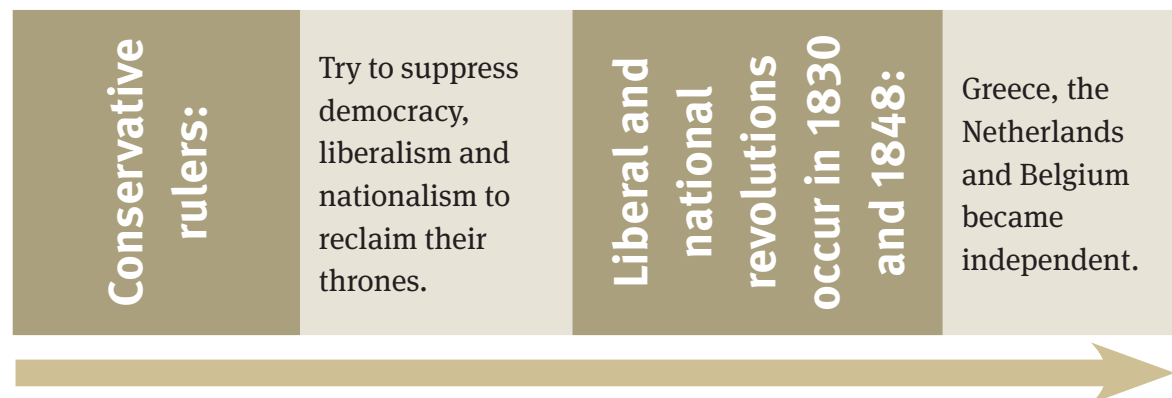 Conservative
rulers:
Try to suppress
democracy,
liberalism and
nationalism to
reclaim their
thrones.
Liberal and
national
revolutions
occur in 1830
and 1848:
Greece, the
Netherlands
and Belgium
became
independent.